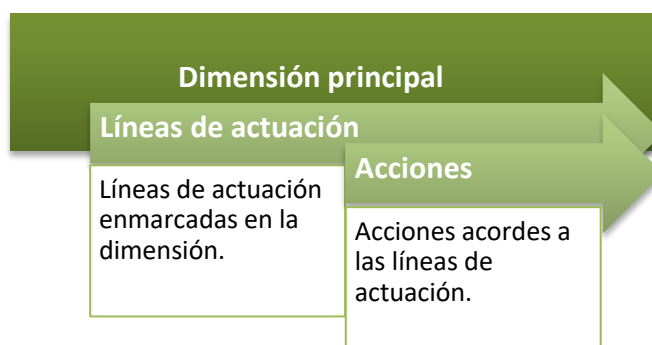 Dimensión principal
Líneas de actuación
Líneas de actuación
enmarcadas en la
dimensión.
Acciones
Acciones acordes a
las líneas de
actuación.